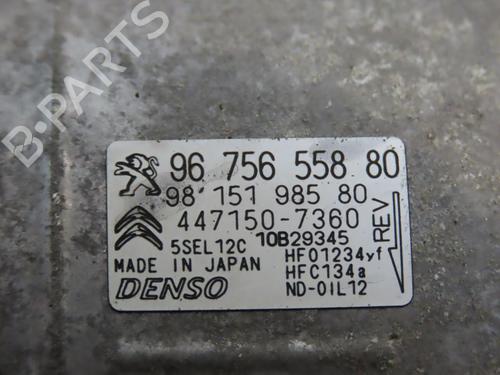 B-PARTS
96 756 558 80
98 151 985 80
447150-7360
5SEL12C 10B29345
MADE IN JAPAN
DENSO
HFO1234yf
HFC134a
ND-OIL12
REV